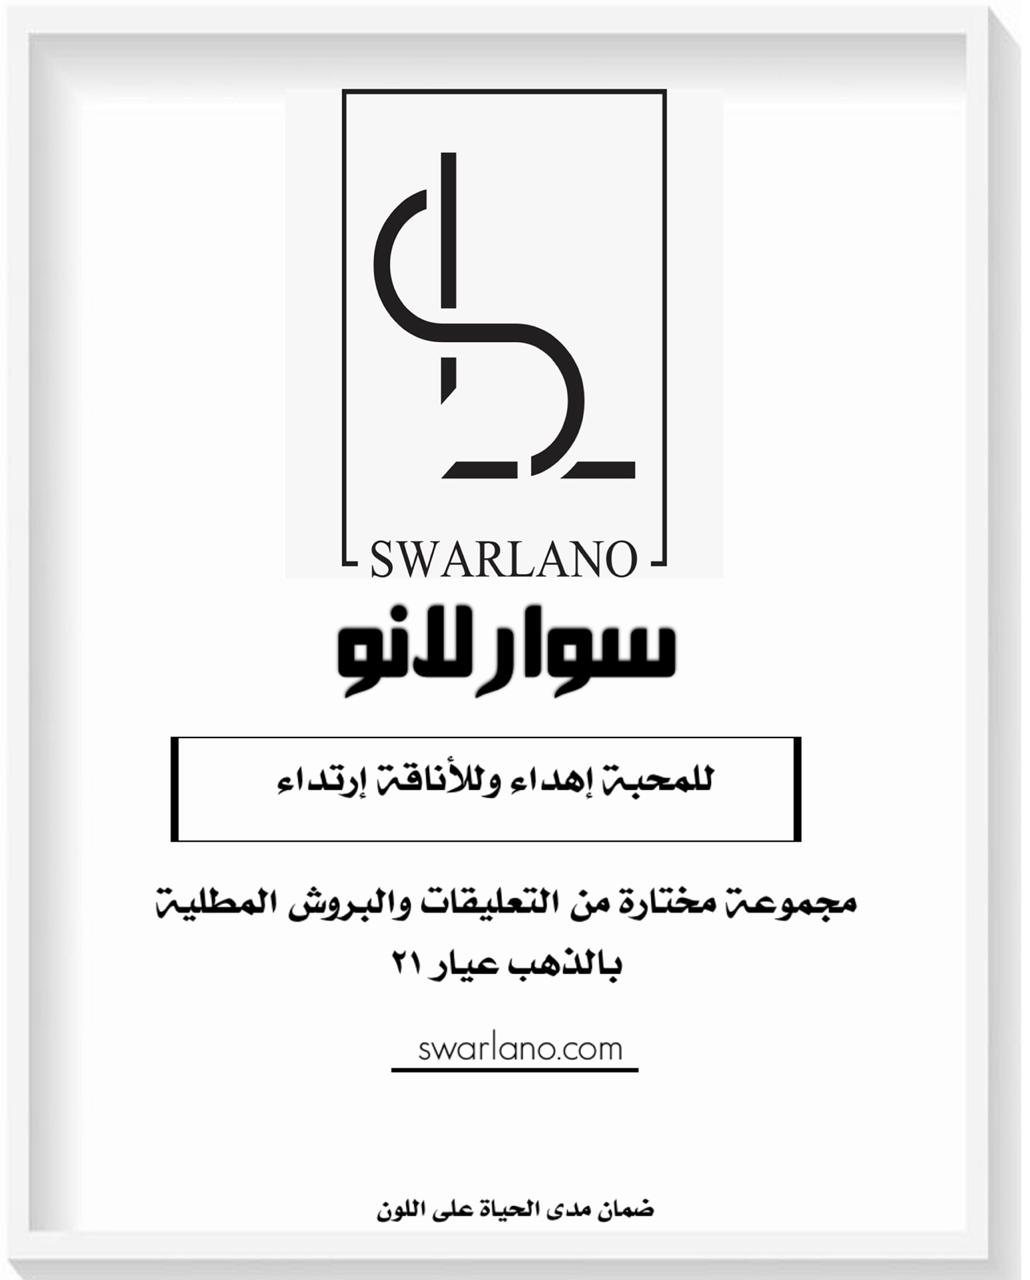 SWARLANO
سوارلانو
للمحبة إهداء وللأناقة إرتداء
مجموعة مختارة من التعليقات والبروش المطلية
بالذهب عيار ٢١
swarlano.com
ضمان مدى الحياة على اللون